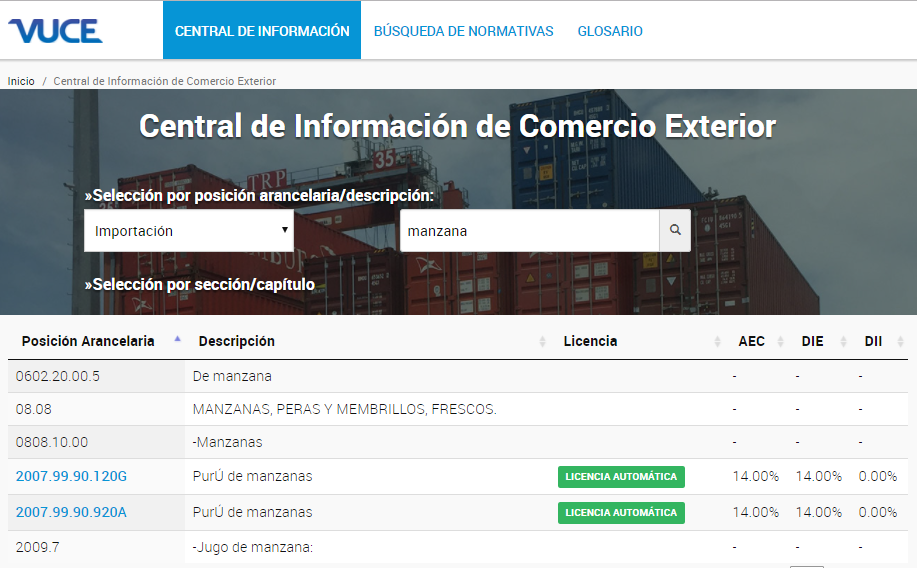 VUCE
CENTRAL DE INFORMACIÓN BÚSQUEDA DE NORMATIVAS GLOSARIO
Inicio / Central de Información de Comercio Exterior
Central de Información de Comercio Exterior
35
TRP
»Selección por posición arancelaria/descripción:
Importación manzana
»Selección por sección/capítulo
Posición Arancelaria Descripción Licencia AEC DIE DII
0602.20.00.5 De manzana - - -
08.08 MANZANAS, PERAS Y MEMBRILLOS, FRESCOS. - - -
0808.10.00 -Manzanas - - -
2007.99.90.120G PurÚ de manzanas LICENCIA AUTOMÁTICA 14.00% 14.00% 0.00%
2007.99.90.920A PurÚ de manzanas LICENCIA AUTOMÁTICA 14.00% 14.00% 0.00%
2009.7 -Jugo de manzana: - - -